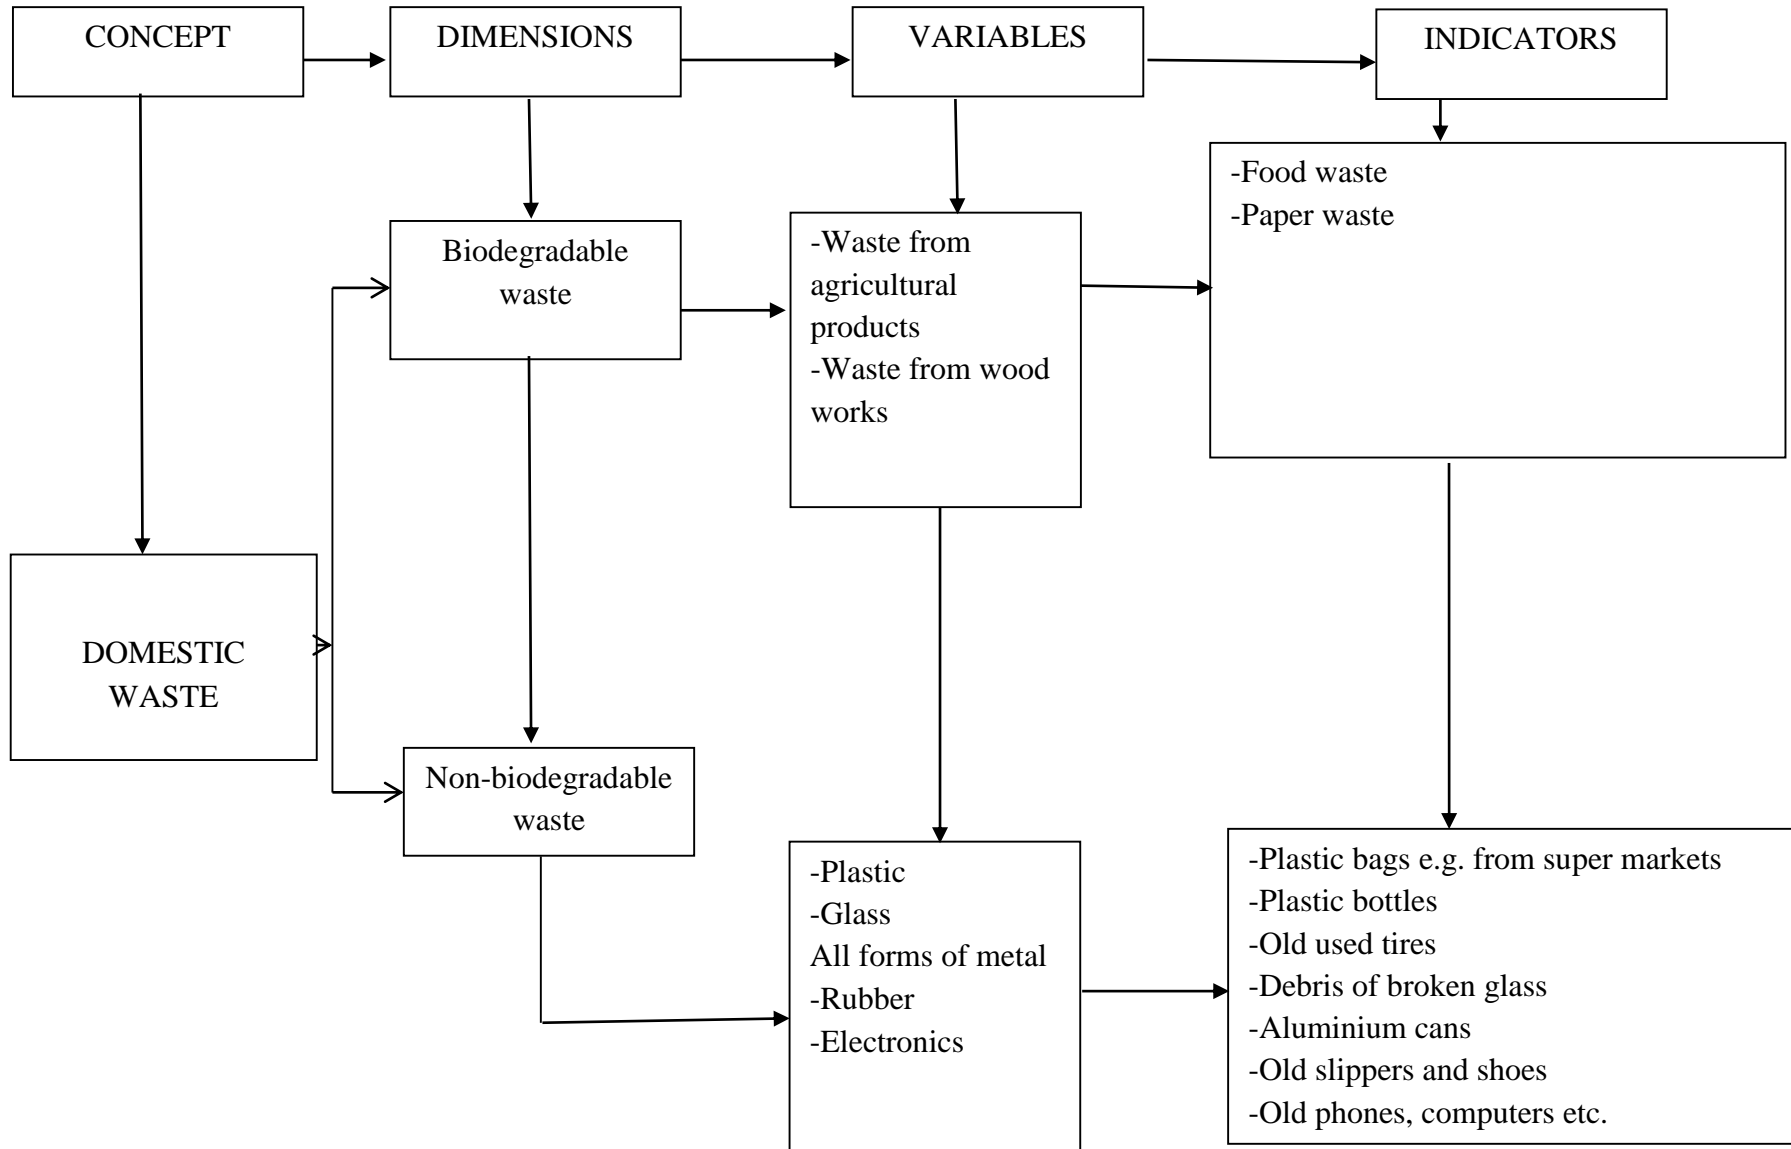 CONCEPT
DIMENSIONS
VARIABLES
INDICATORS
-Food waste
-Paper waste
Biodegradable
waste
-Waste from
agricultural
products
-Waste from wood
works
DOMESTIC
WASTE
Non-biodegradable
waste
-Plastic
-Glass
All forms of metal
-Rubber
-Electronics
-Plastic bags e.g. from super markets
-Plastic bottles
-Old used tires
-Debris of broken glass
-Aluminium cans
-Old slippers and shoes
-Old phones, computers etc.